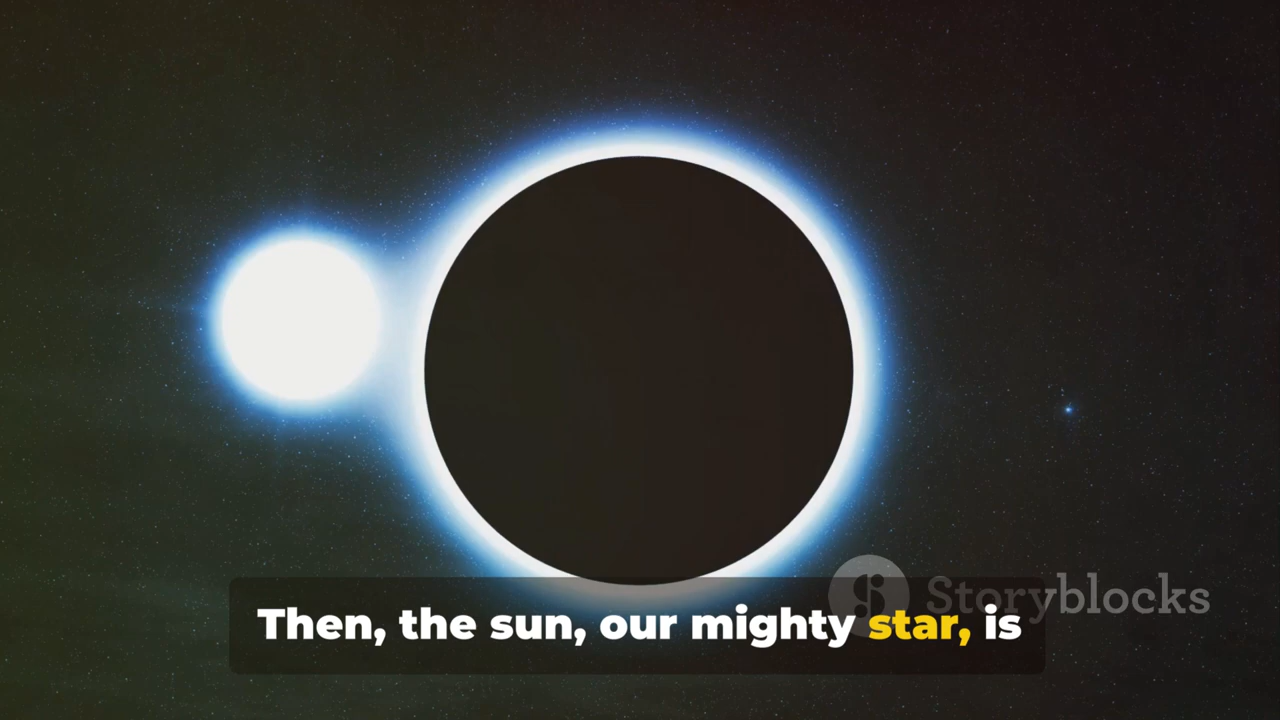 Then, the sun, our mighty star, is
Storyblocks